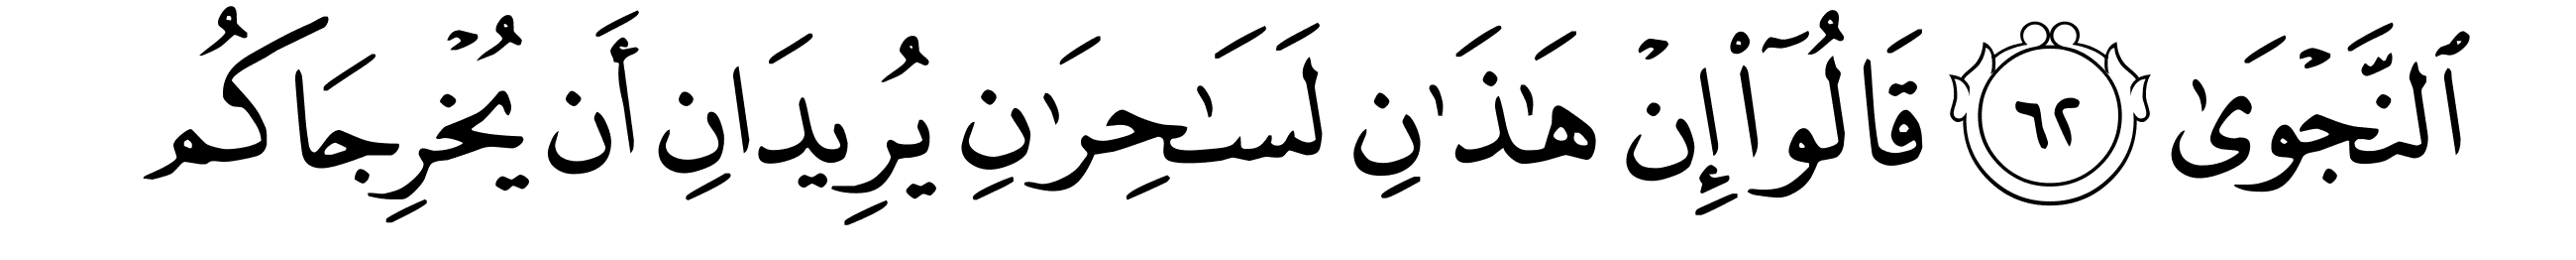 ٱلنَّجْوَىٰ ٦٢ قَالُوٓا۟ إِنْ هَـٰذَٰنِ لَسَـٰحِرَٰنِ يُرِيدَانِ أَن يُخْرِجَاكُم